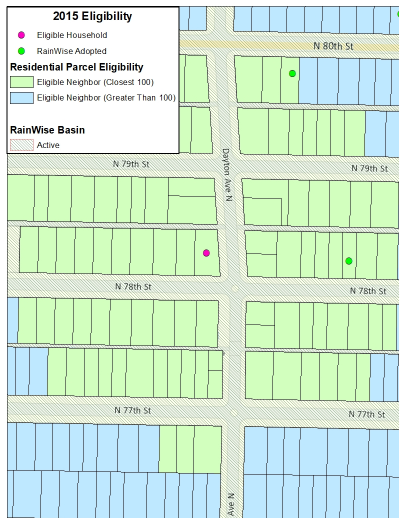 2015 Eligibility
Eligible Household
RainWise Adopted
Residential Parcel Eligibility
Eligible Neighbor (Closest 100)
Eligible Neighbor (Greater Than 100)
RainWise Basin
Active
N 80th St
N 79th St
N 79th St
Dayton Ave N
N 78th St
N 78th St
N 77th St
N 77th St
Ave N